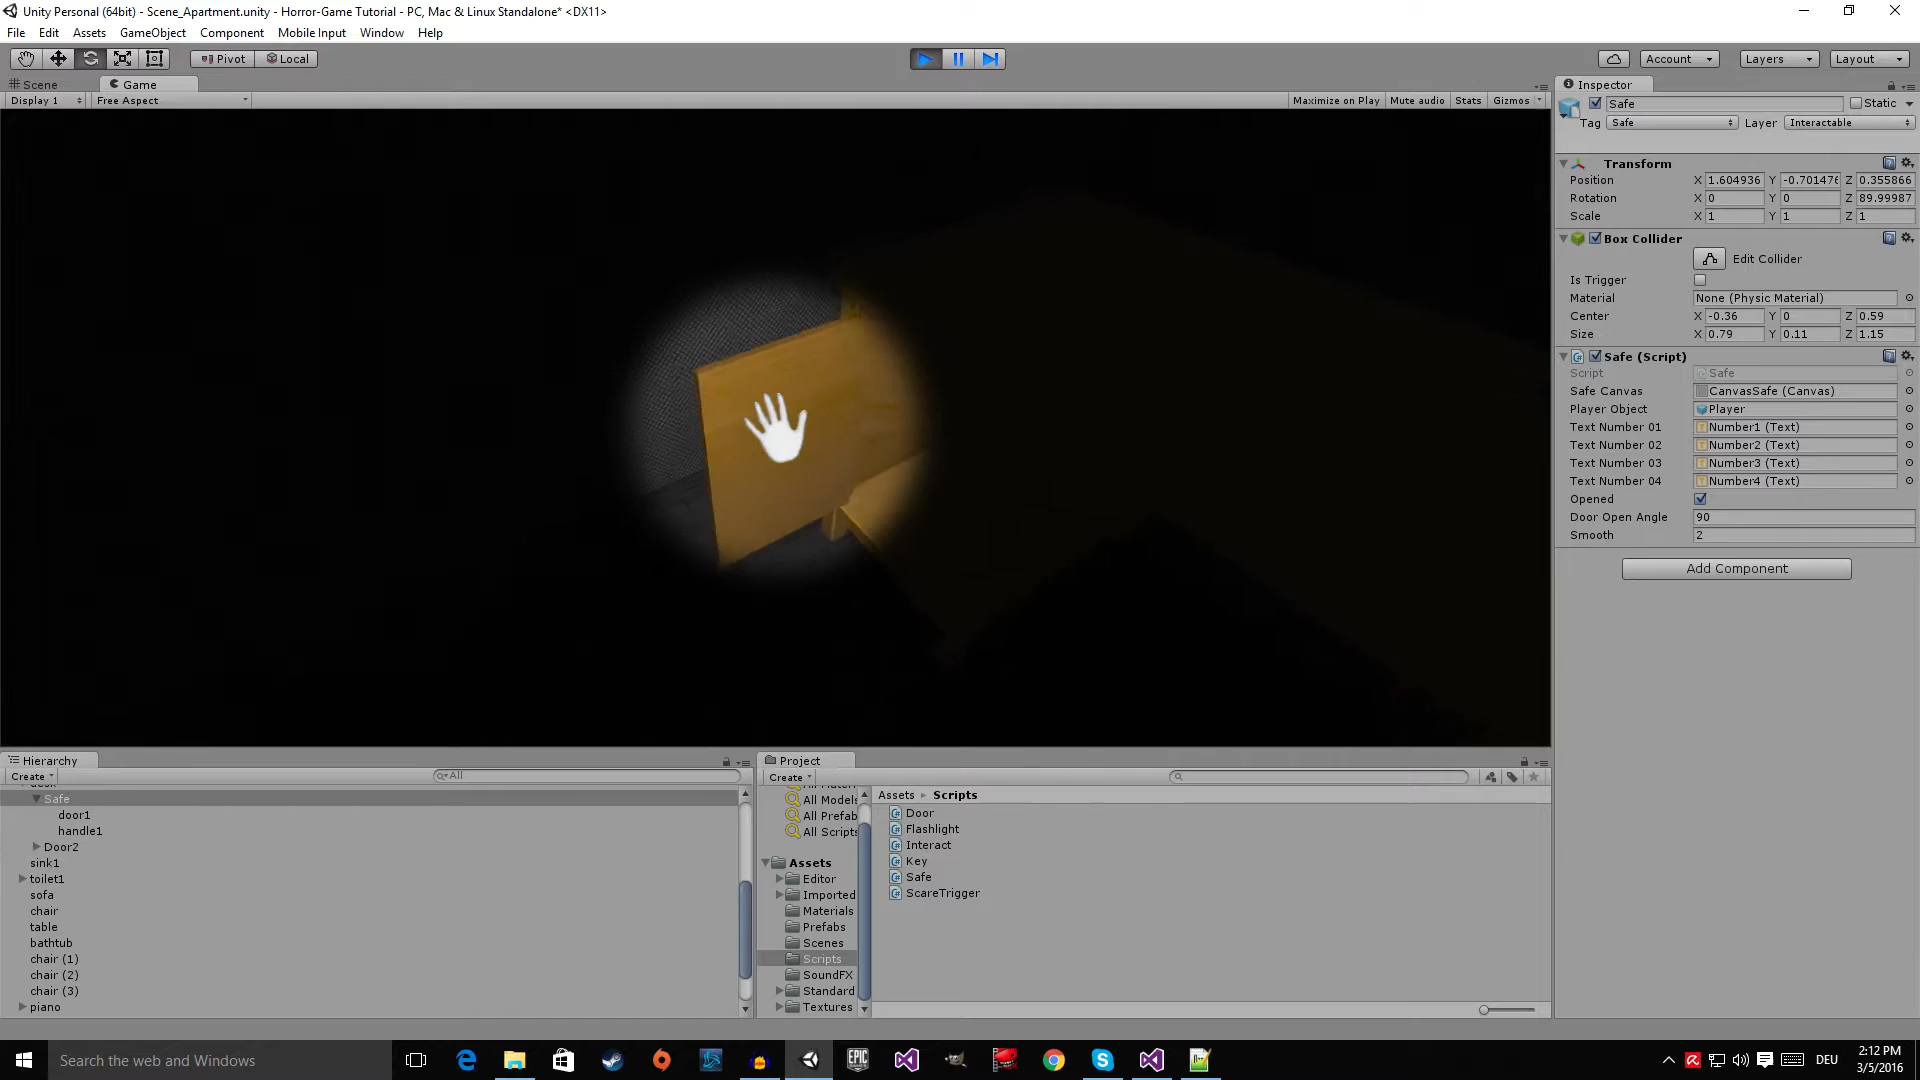 Unity Personal (64bit) - Scene_Apartment.unity - Horror-Game Tutorial - PC, Mac & Linux Standalone* <DX11>
File Edit Assets GameObject Component Mobile Input Window Help
Pivot Local Account Layers Layout
Scene Game
Display 1 Free Aspect Maximize on Play Mute audio Stats Gizmos
Inspector
Safe Static
Tag Safe Layer Interactable
Transform
Position X 1.604936 Y -0.701476 Z 0.355866
Rotation X 0 Y 0 Z 89.99987
Scale X 1 Y 1 Z 1
Box Collider
Edit Collider
Is Trigger
Material None (Physic Material)
Center X -0.36 Y 0 Z 0.59
Size X 0.79 Y 0.11 Z 1.15
Safe (Script)
Script Safe
Safe Canvas CanvasSafe (Canvas)
Player Object Player
Text Number 01 Number1 (Text)
Text Number 02 Number2 (Text)
Text Number 03 Number3 (Text)
Text Number 04 Number4 (Text)
Opened
Door Open Angle 90
Smooth 2
Add Component
Hierarchy
Create All
desk
Safe
door1
handle1
Door2
sink1
toilet1
sofa
chair
table
bathtub
chair (1)
chair (2)
chair (3)
piano
Project
Create
All Models
All Prefab
All Scripts
Assets
Editor
Imported
Materials
Prefabs
Scenes
Scripts
SoundFX
Standard
Textures
Assets Scripts
Door
Flashlight
Interact
Key
Safe
ScareTrigger
Search the web and Windows
EPIC GAMES
DEU
2:12 PM
3/5/2016